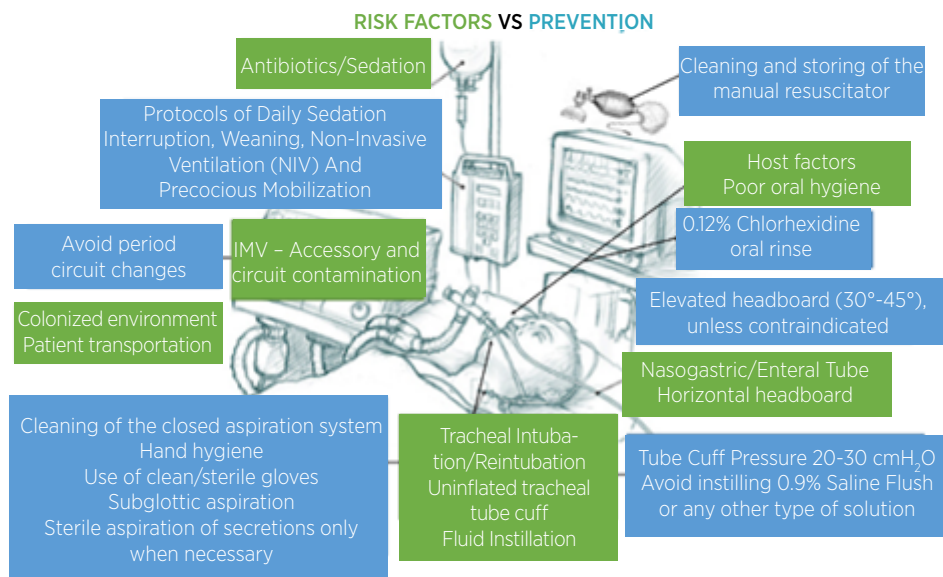 RISK FACTORS VS PREVENTION
Antibiotics/Sedation
Cleaning and storing of the
manual resuscitator
Protocols of Daily Sedation
Interruption, Weaning, Non-Invasive
Ventilation (NIV) And
Precocious Mobilization
Host factors
Poor oral hygiene
0.12% Chlorhexidine
oral rinse
Avoid period
circuit changes
IMV – Accessory and
circuit contamination
Elevated headboard (30°-45°),
unless contraindicated
Colonized environment
Patient transportation
Nasogastric/Enteral Tube
Horizontal headboard
Cleaning of the closed aspiration system
Hand hygiene
Use of clean/sterile gloves
Subglottic aspiration
Sterile aspiration of secretions only
when necessary
Tracheal Intuba-
tion/Reintubation
Uninflated tracheal
tube cuff
Fluid Instillation
Tube Cuff Pressure 20-30 cmH₂O
Avoid instilling 0.9% Saline Flush
or any other type of solution